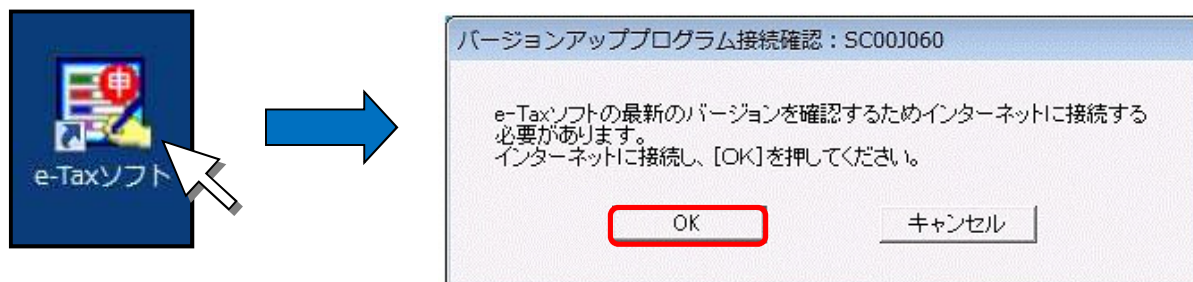 e-Taxソフト
バージョンアッププログラム接続確認：SC00J060
e-Taxソフトの最新のバージョンを確認するためインターネットに接続する
必要があります。
インターネットに接続し、[OK]を押してください。
OK
キャンセル